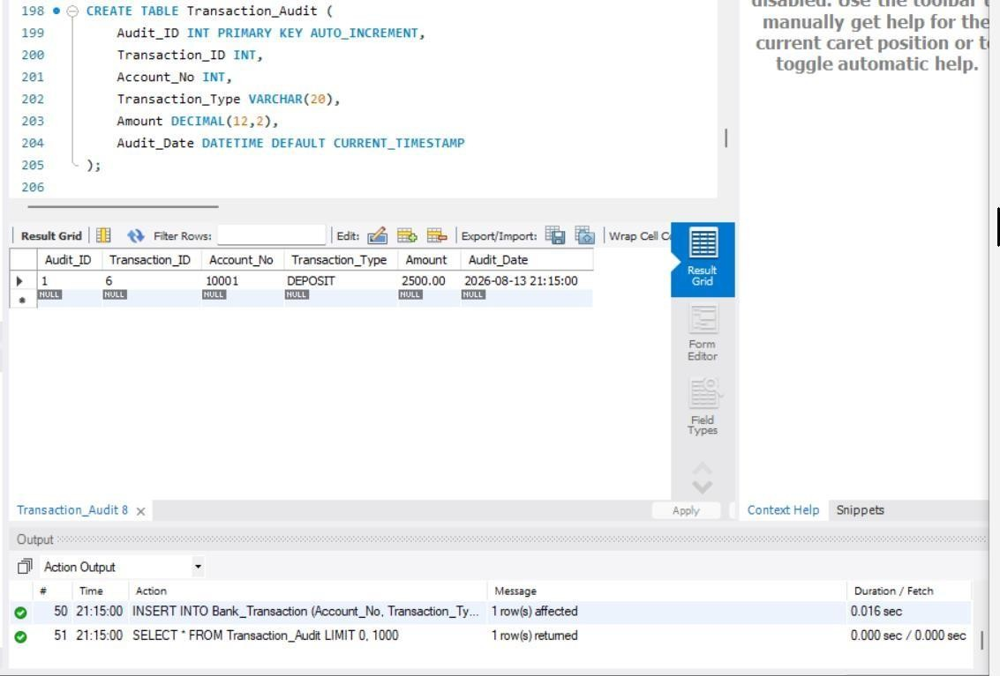 disabled. Use the toolbar
manually get help for the
current caret position or
toggle automatic help.
198 CREATE TABLE Transaction_Audit (
199 Audit_ID INT PRIMARY KEY AUTO_INCREMENT,
200 Transaction_ID INT,
201 Account_No INT,
202 Transaction_Type VARCHAR(20),
203 Amount DECIMAL(12,2),
204 Audit_Date DATETIME DEFAULT CURRENT_TIMESTAMP
205 );
206
Result Grid Filter Rows: Edit: Export/Import: Wrap Cell
Audit_ID Transaction_ID Account_No Transaction_Type Amount Audit_Date
1 6 10001 DEPOSIT 2500.00 2026-08-13 21:15:00
NULL NULL NULL NULL NULL NULL
Result
Grid
Form
Editor
Field
Types
Transaction_Audit 8 Apply
Context Help Snippets
Output
Action Output
# Time Action Message Duration / Fetch
50 21:15:00 INSERT INTO Bank_Transaction (Account_No, Transaction_Ty... 1 row(s) affected 0.016 sec
51 21:15:00 SELECT * FROM Transaction_Audit LIMIT 0, 1000 1 row(s) returned 0.000 sec / 0.000 sec